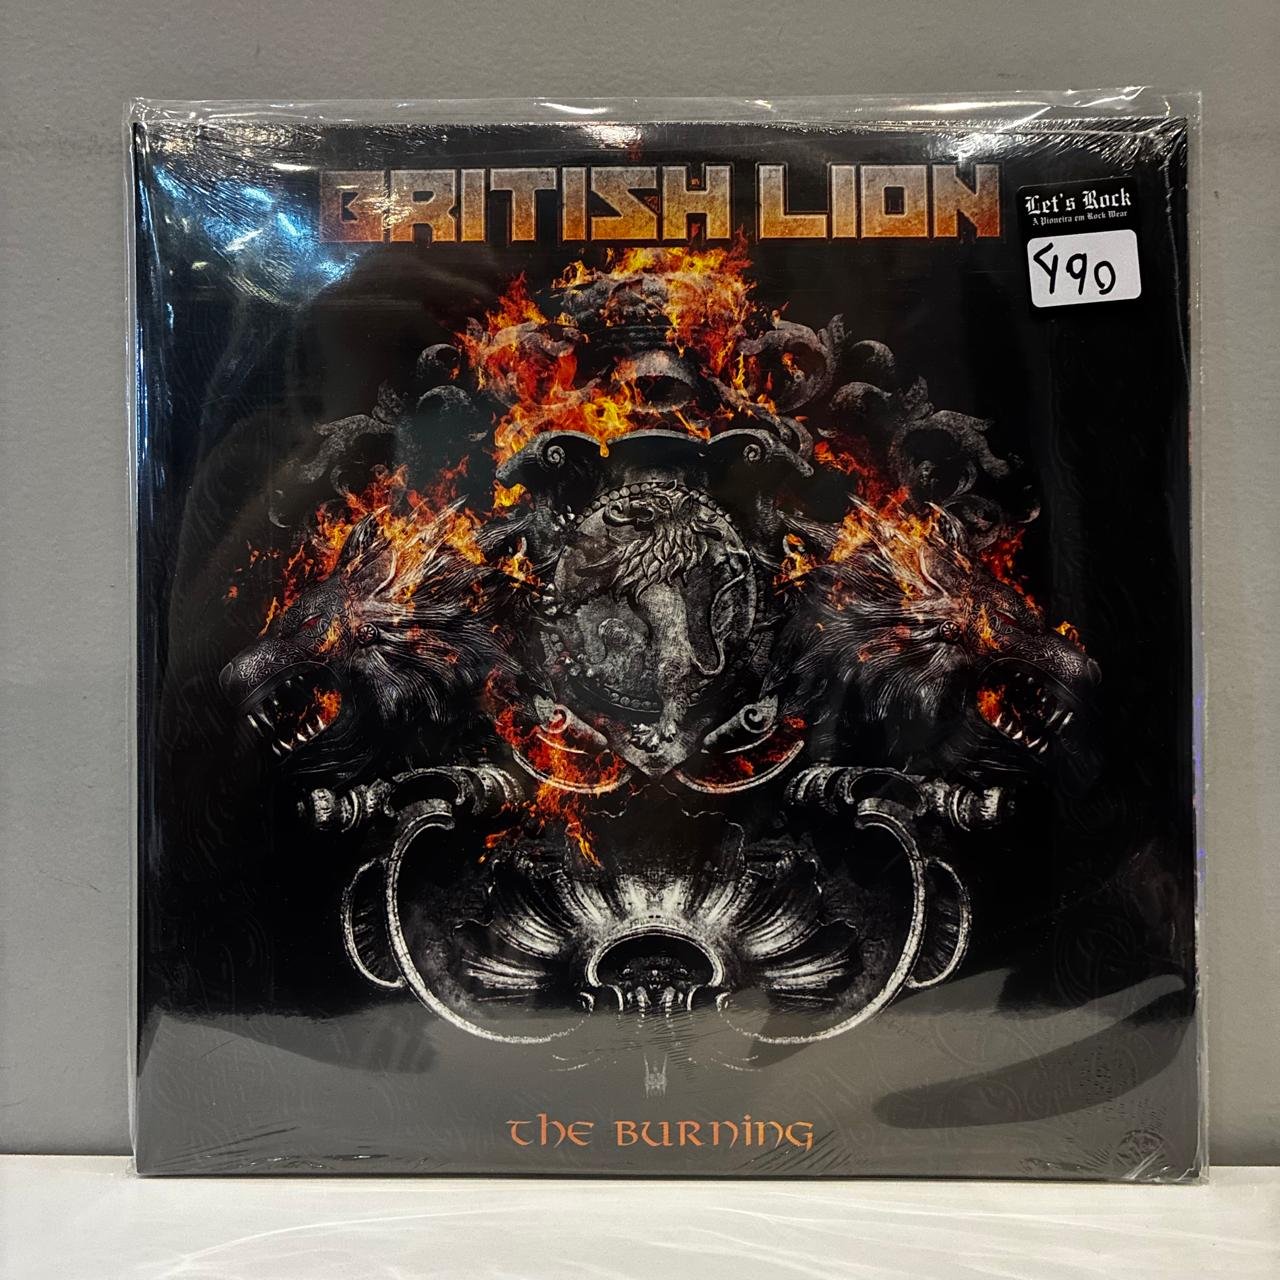 BRITISH LION
Let's Rock
A Pioneira em Rock Wear
490
the BURNING